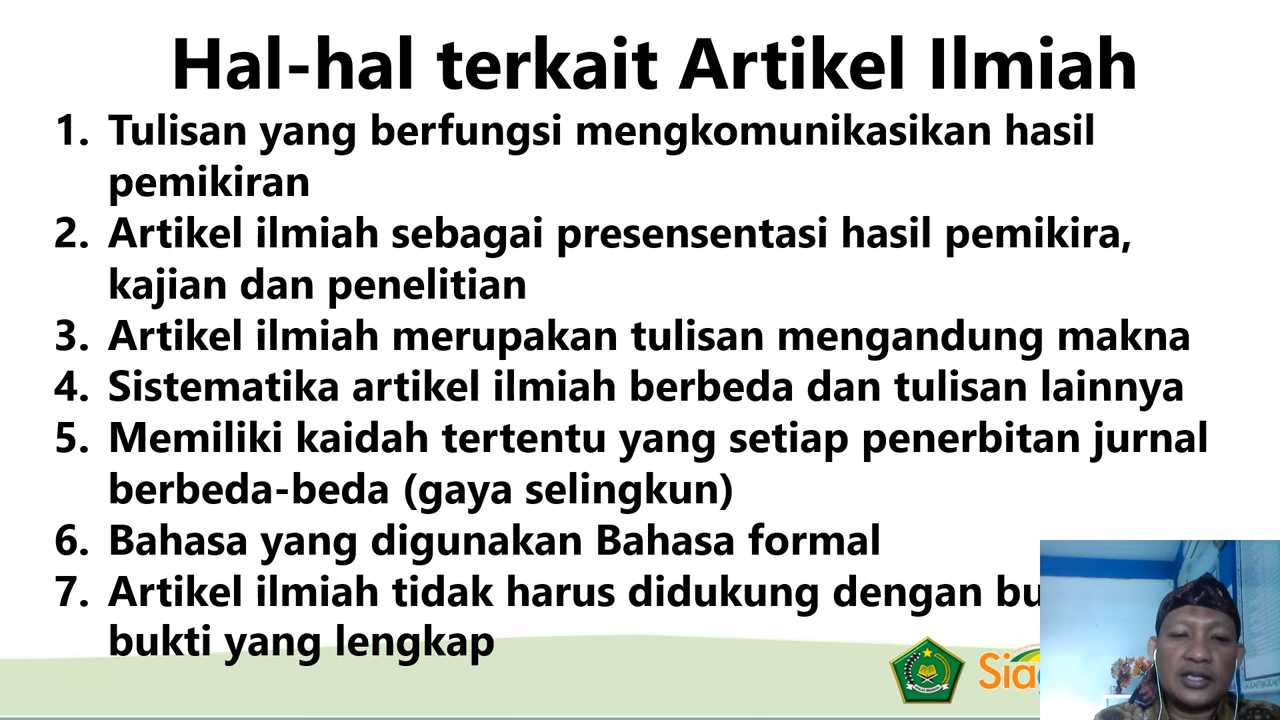 Hal-hal terkait Artikel Ilmiah
1. Tulisan yang berfungsi mengkomunikasikan hasil
pemikiran
2. Artikel ilmiah sebagai presensentasi hasil pemikira,
kajian dan penelitian
3. Artikel ilmiah merupakan tulisan mengandung makna
4. Sistematika artikel ilmiah berbeda dan tulisan lainnya
5. Memiliki kaidah tertentu yang setiap penerbitan jurnal
berbeda-beda (gaya selingkun)
6. Bahasa yang digunakan Bahasa formal
7. Artikel ilmiah tidak harus didukung dengan
bukti yang lengkap